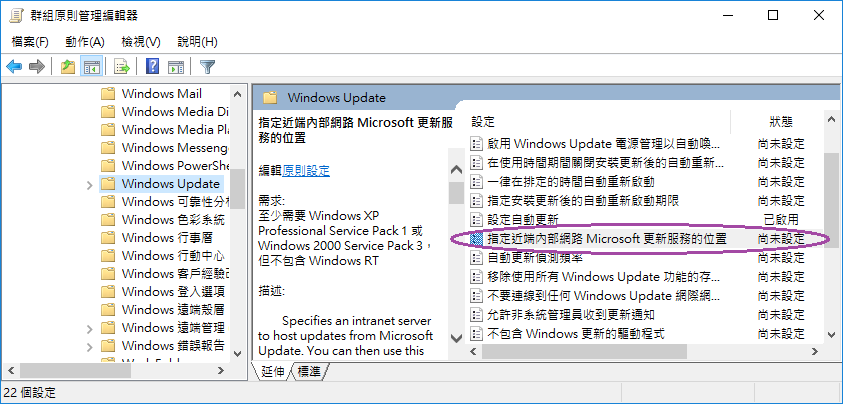 群組原則管理編輯器
檔案(F) 動作(A) 檢視(V) 說明(H)
Windows Mail
Windows Media Di
Windows Media Pla
Windows Messenge
Windows PowerShe
Windows Update
Windows 可靠性分析
Windows 色彩系統
Windows 行事曆
Windows 行動中心
Windows 客戶經驗改
Windows 登入選項
Windows 遠端殼層
Windows 遠端管理
Windows 錯誤報告
Windows Update
指定近端內部網路 Microsoft 更新服
務的位置
編輯原則設定
需求:
至少需要 Windows XP
Professional Service Pack 1 或
Windows 2000 Service Pack 3，
但不包含 Windows RT
描述:
Specifies an intranet server
to host updates from Microsoft
Update. You can then use this
設定 狀態
啟用 Windows Update 電源管理以自動喚... 尚未設定
在使用時間期間關閉安裝更新後的自動重新... 尚未設定
一律在排定的時間自動重新啟動 尚未設定
指定安裝更新後的自動重新啟動期限 尚未設定
設定自動更新 已啟用
指定近端內部網路 Microsoft 更新服務的位置 尚未設定
自動更新偵測頻率 尚未設定
移除使用所有 Windows Update 功能的存... 尚未設定
不要連線到任何 Windows Update 網際網... 尚未設定
允許非系統管理員收到更新通知 尚未設定
不包含 Windows 更新的驅動程式 尚未設定
延伸 標準
22 個設定